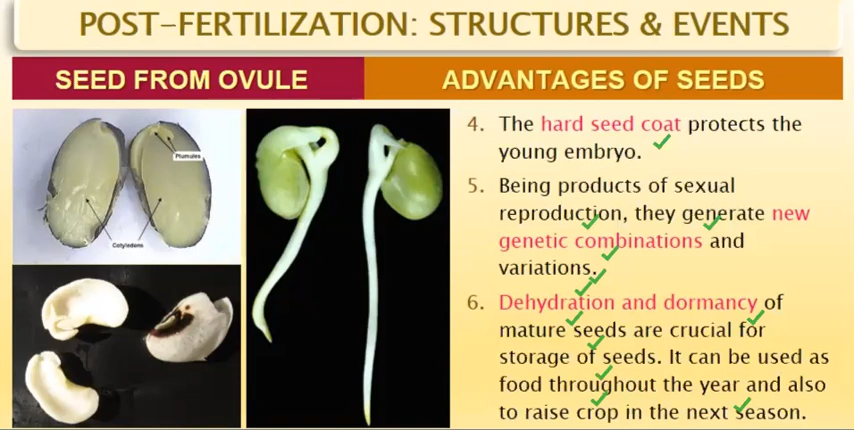 POST-FERTILIZATION: STRUCTURES & EVENTS
SEED FROM OVULE
ADVANTAGES OF SEEDS
Plumules
Cotyledons
4. The hard seed coat protects the
young embryo.
5. Being products of sexual
reproduction, they generate new
genetic combinations and
variations.
6. Dehydration and dormancy of
mature seeds are crucial for
storage of seeds. It can be used as
food throughout the year and also
to raise crop in the next season.